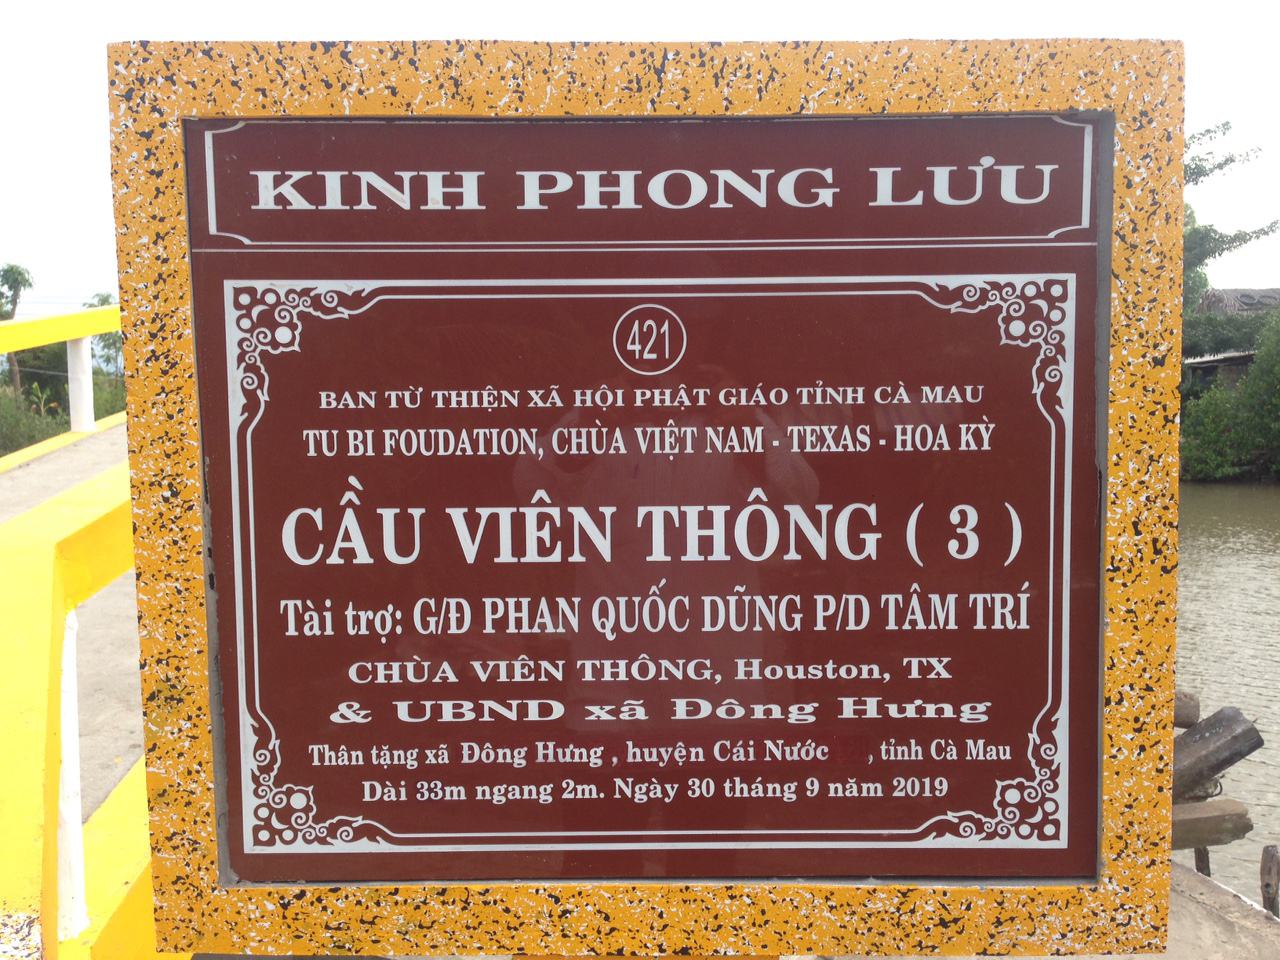 KINH PHONG LƯU
421
BAN TỪ THIỆN XÃ HỘI PHẬT GIÁO TỈNH CÀ MAU
TU BI FOUDATION, CHÙA VIỆT NAM - TEXAS - HOA KỲ
CẦU VIÊN THÔNG ( 3 )
Tài trợ: G/Đ PHAN QUỐC DŨNG P/D TÂM TRÍ
CHÙA VIÊN THÔNG, Houston, TX
& UBND xã Đông Hưng
Thân tặng xã Đông Hưng , huyện Cái Nước , tỉnh Cà Mau
Dài 33m ngang 2m. Ngày 30 tháng 9 năm 2019